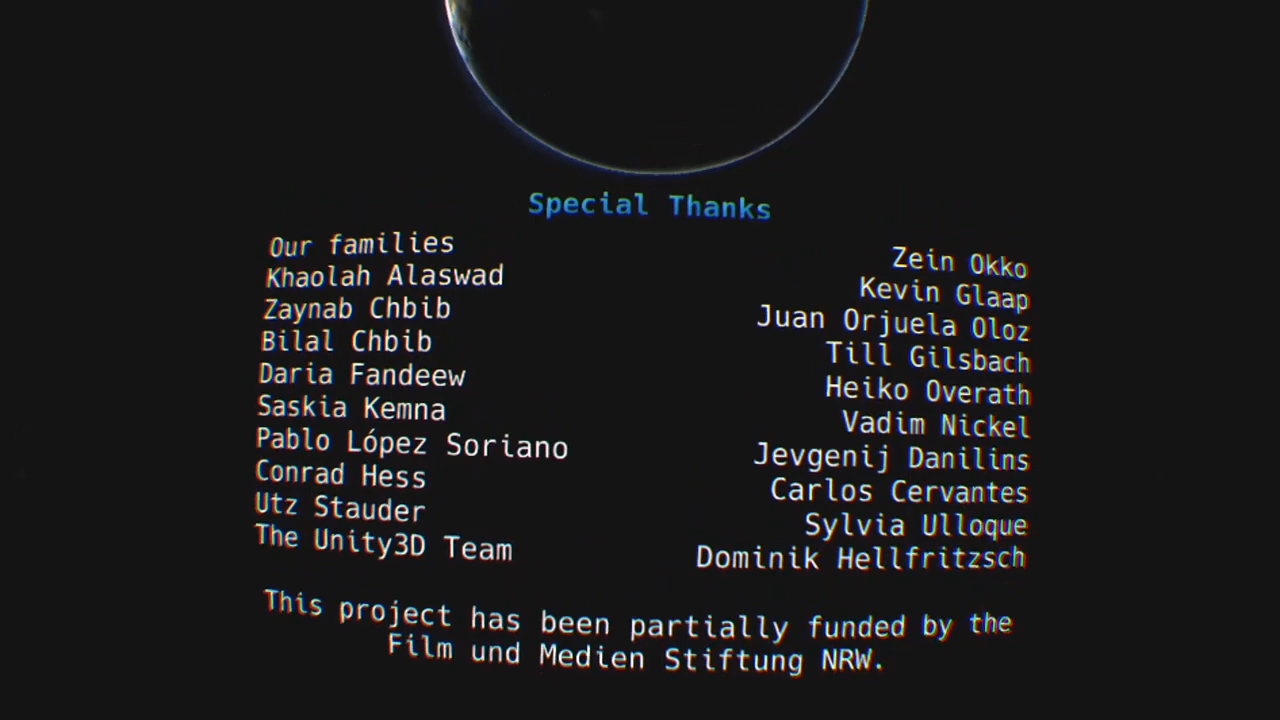 Special Thanks
Our families
Khaolah Alaswad
Zaynab Chbib
Bilal Chbib
Daria Fandeew
Saskia Kemna
Pablo López Soriano
Conrad Hess
Utz Stauder
The Unity3D Team
Zein Okko
Kevin Glaap
Juan Orjuela Oloz
Till Gilsbach
Heiko Overath
Vadim Nickel
Jevgenij Danilins
Carlos Cervantes
Sylvia Ulloque
Dominik Hellfritzsch
This project has been partially funded by the
Film und Medien Stiftung NRW.